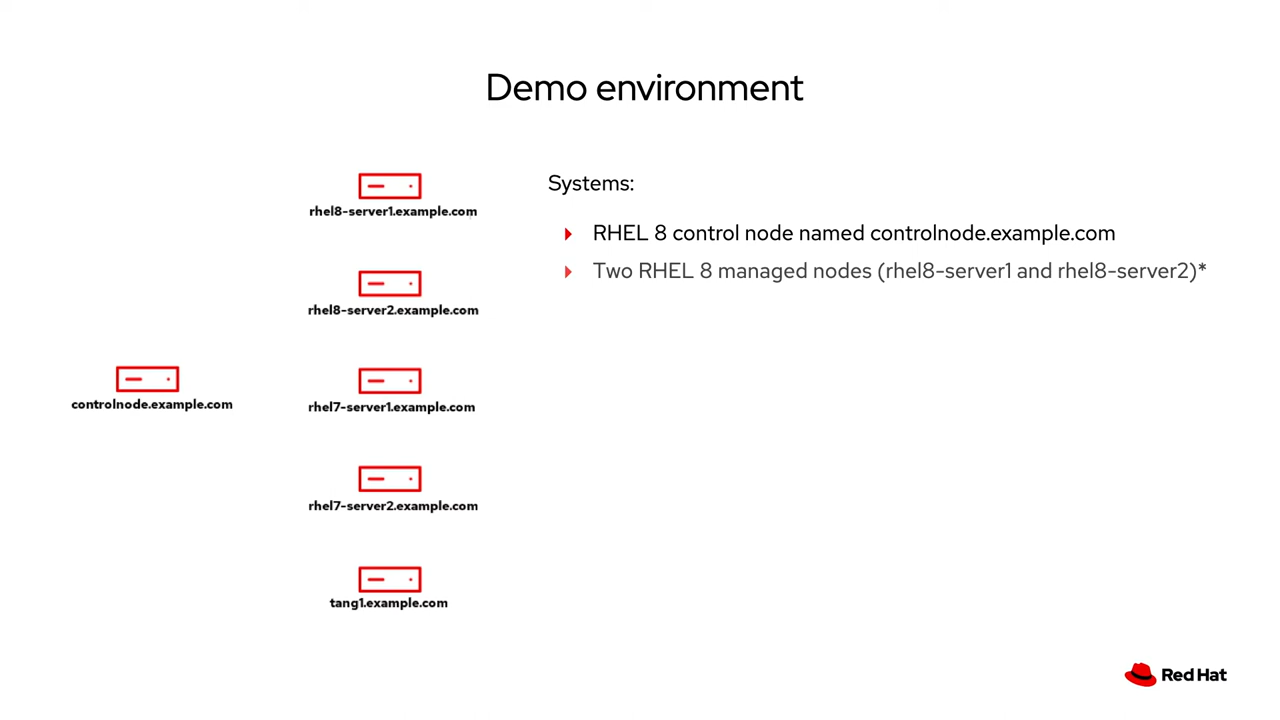 Demo environment
rhel8-server1.example.com
rhel8-server2.example.com
controlnode.example.com
rhel7-server1.example.com
rhel7-server2.example.com
tang1.example.com
Systems:
RHEL 8 control node named controlnode.example.com
Two RHEL 8 managed nodes (rhel8-server1 and rhel8-server2)*
Red Hat